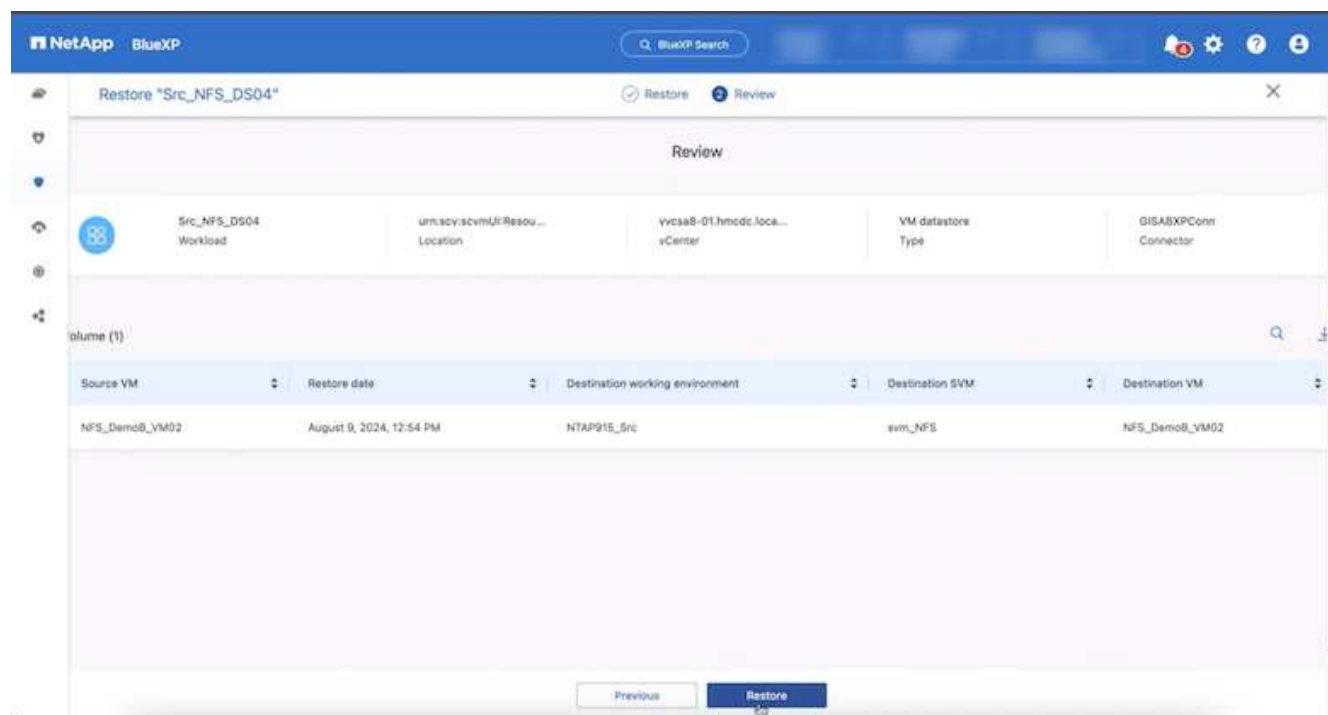 NetApp BlueXP BlueXP Search 4
Restore "Src_NFS_DS04" Restore 2 Review
Review
Src_NFS_DS04 urn:scv:scvmUI:Resou... vvcsa8-01.hmcdc.loca... VM datastore GISABXPConn
Workload Location vCenter Type Connector
olume (1)
Source VM Restore date Destination working environment Destination SVM Destination VM
NFS_DemoB_VM02 August 9, 2024, 12:54 PM NTAP915_Src svm_NFS NFS_DemoB_VM02
Previous Restore